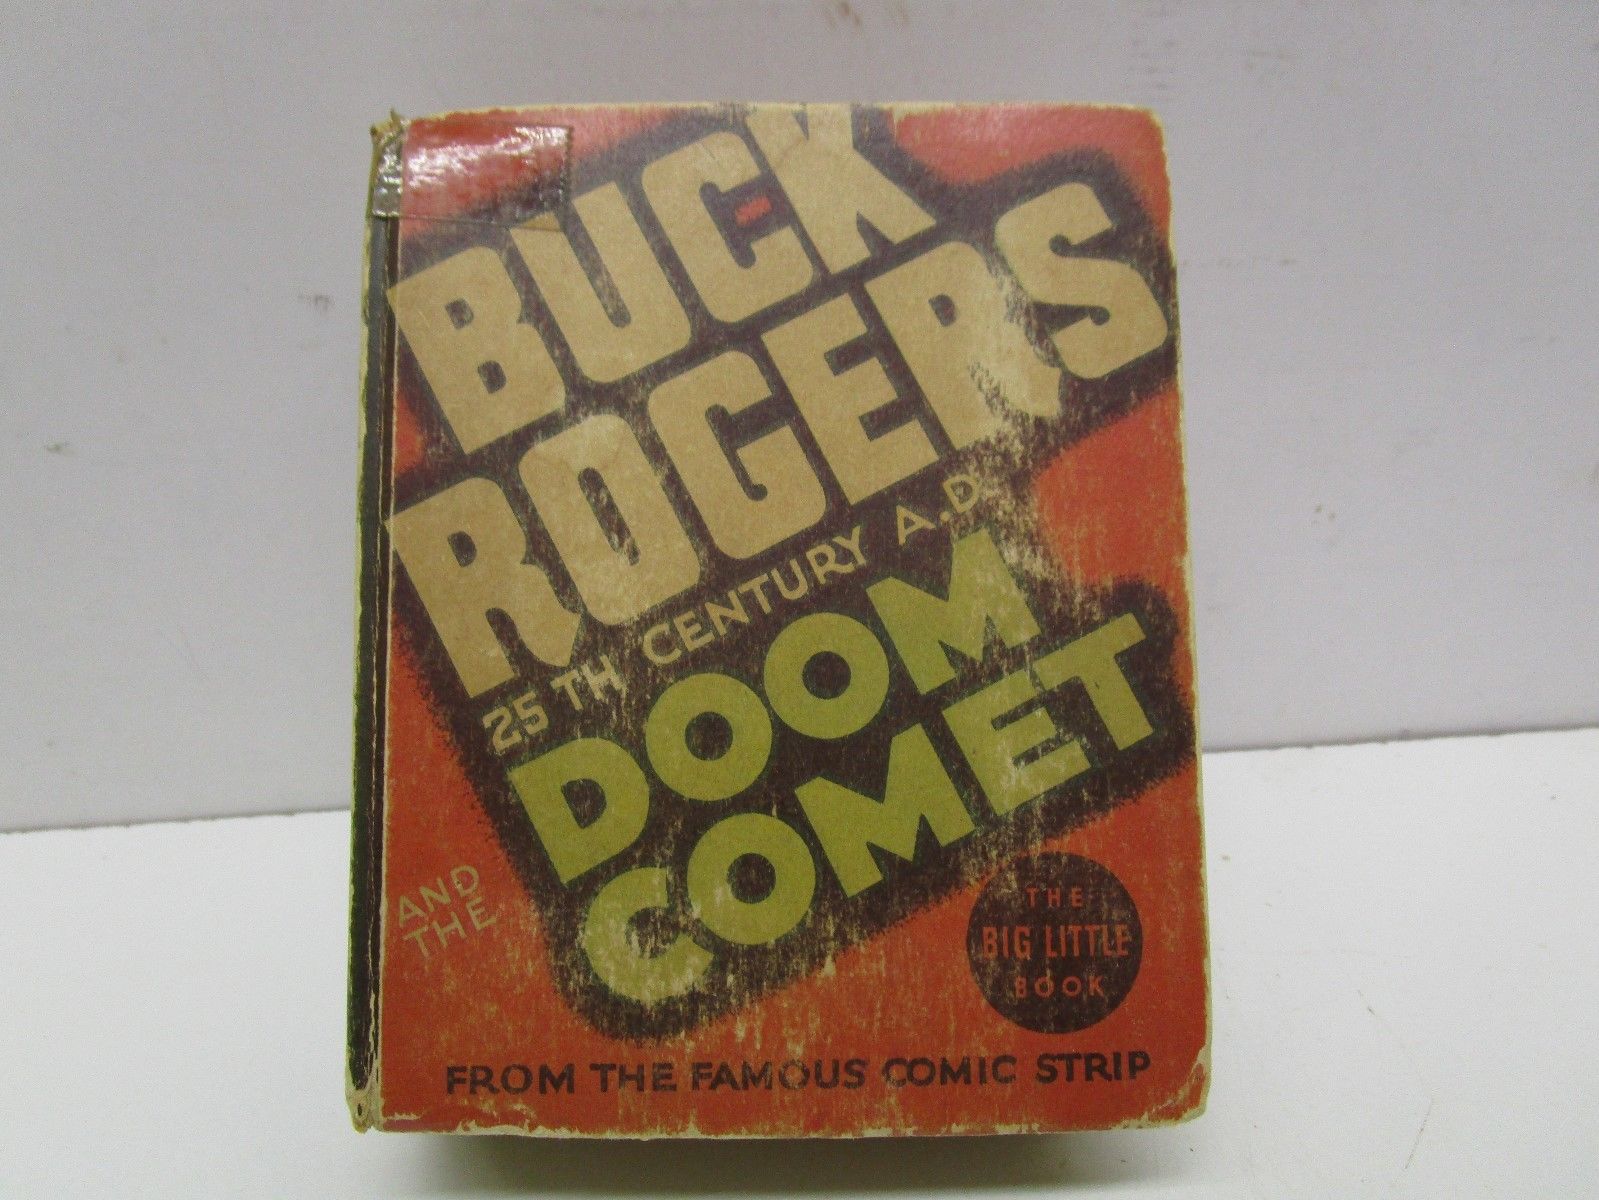 BUCK
ROGERS
25TH CENTURY A.D.
AND
THE
DOOM
COMET
THE
BIG LITTLE
BOOK
FROM THE FAMOUS COMIC STRIP